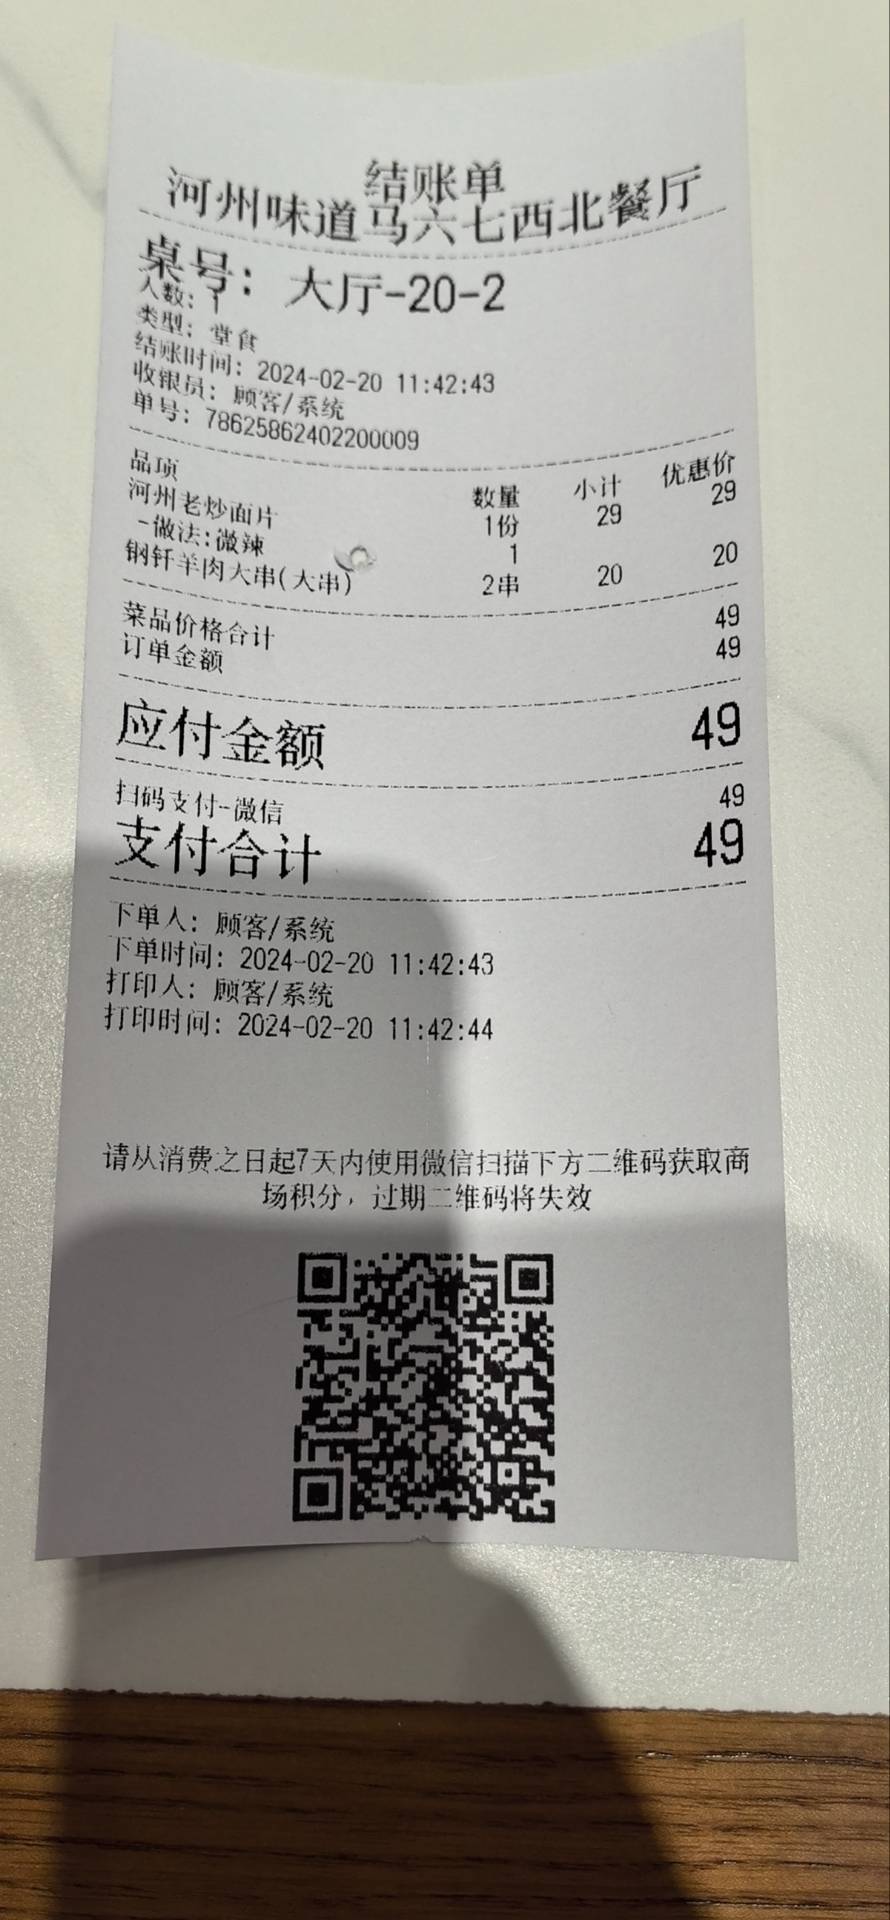 结账单
河州味道马六七西北餐厅
桌号: 大厅-20-2
人数: 1
类型: 堂食
结账时间: 2024-02-20 11:42:43
收银员: 顾客/系统
单号: 78625862402200009
品项 数量 小计 优惠价
河州老炒面片 1份 29 29
-做法:微辣 1
钢钎羊肉大串(大串) 2串 20 20
菜品价格合计 49
订单金额 49
应付金额 49
扫码支付-微信 49
支付合计 49
下单人: 顾客/系统
下单时间: 2024-02-20 11:42:43
打印人: 顾客/系统
打印时间: 2024-02-20 11:42:44
请从消费之日起7天内使用微信扫描下方二维码获取商
场积分，过期二维码将失效